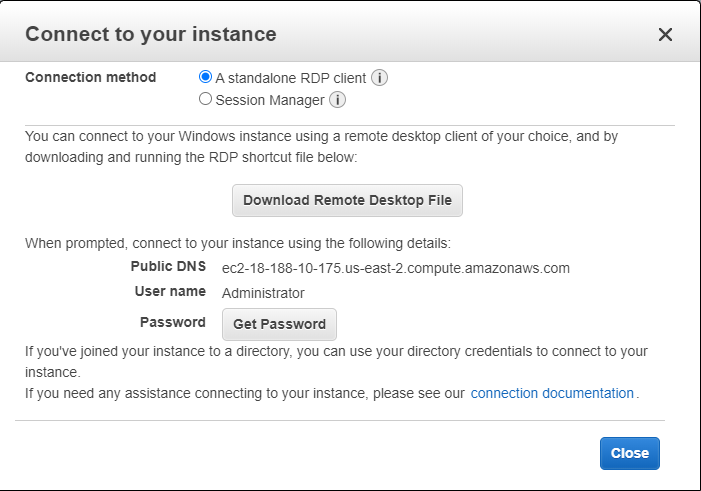 Connect to your instance
Connection method
A standalone RDP client
Session Manager
You can connect to your Windows instance using a remote desktop client of your choice, and by
downloading and running the RDP shortcut file below:
Download Remote Desktop File
When prompted, connect to your instance using the following details:
Public DNS ec2-18-188-10-175.us-east-2.compute.amazonaws.com
User name Administrator
Password Get Password
If you've joined your instance to a directory, you can use your directory credentials to connect to your
instance.
If you need any assistance connecting to your instance, please see our connection documentation.
Close